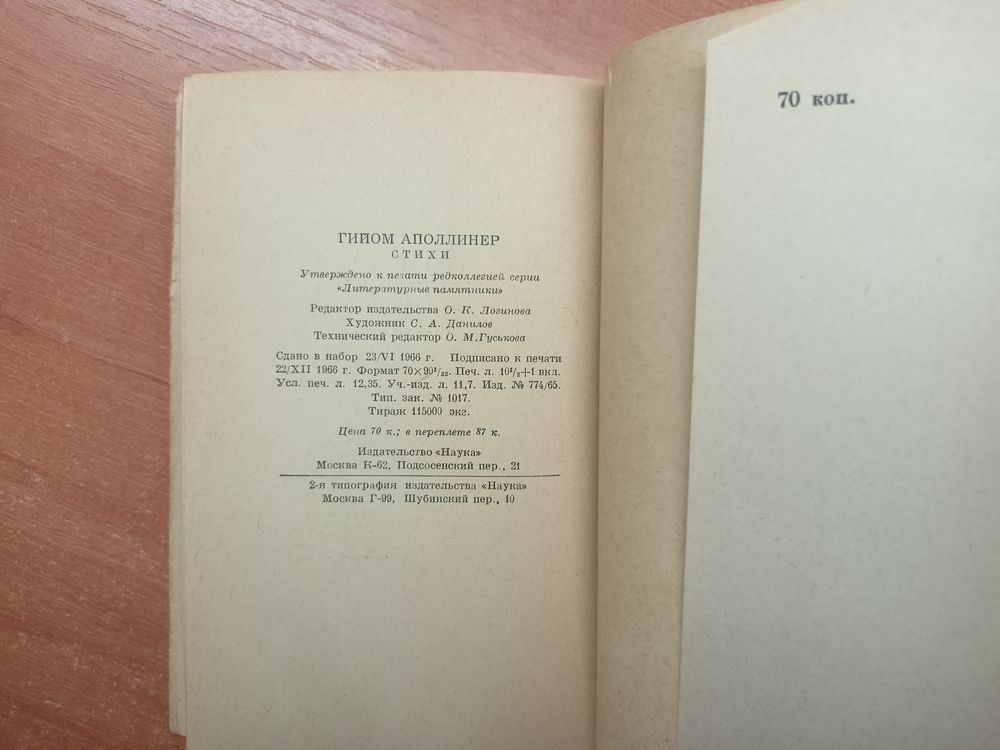 ГИЙОМ АПОЛЛИНЕР
СТИХИ
Утверждено к печати редколлегией серии
«Литературные памятники»
Редактор издательства О. К. Логинова
Художник С. А. Данилов
Технический редактор О. М. Гуськова
Сдано в набор 23/VI 1966 г. Подписано к печати
22/XII 1966 г. Формат 70×90¹/₃₂. Печ. л. 10¹/₂+1 вкл.
Усл. печ. л. 12,35. Уч.-изд. л. 11,7. Изд. № 774/65.
Тип. зак. № 1017.
Тираж 115000 экз.
Цена 70 к.; в переплете 87 к.
Издательство «Наука»
Москва К-62, Подсосенский пер., 21
2-я типография издательства «Наука»
Москва Г-99, Шубинский пер., 10
70 коп.